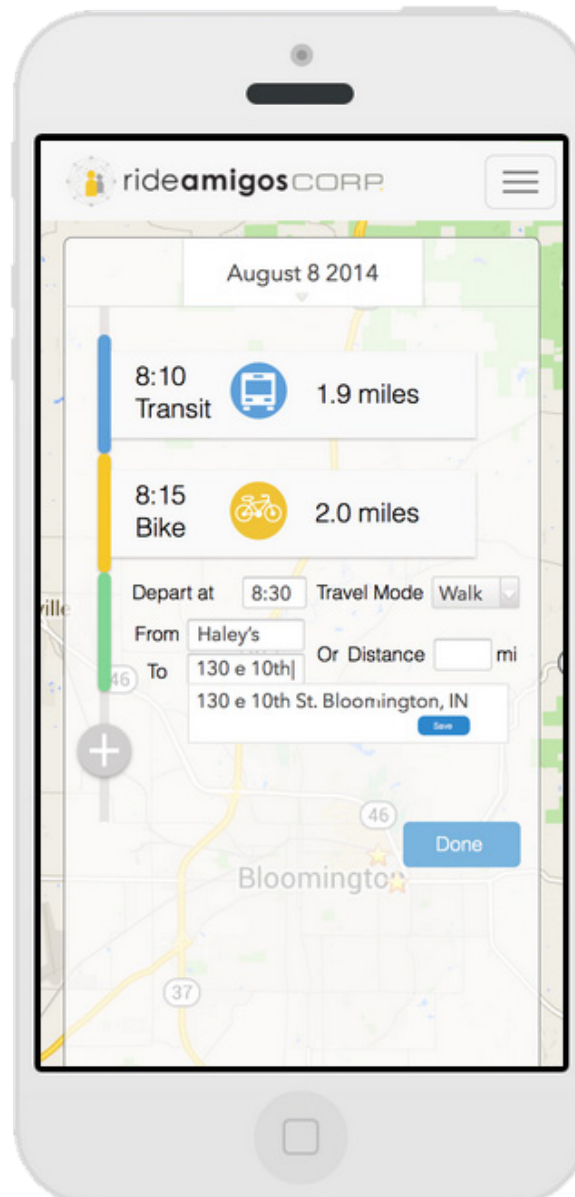 rideamigos CORP.
August 8 2014
8:10
Transit
1.9 miles
8:15
Bike
2.0 miles
Depart at 8:30 Travel Mode Walk
From Haley's
Or Distance mi
To 130 e 10th
130 e 10th St. Bloomington, IN
Save
ville
46
46
Done
Bloomington
37